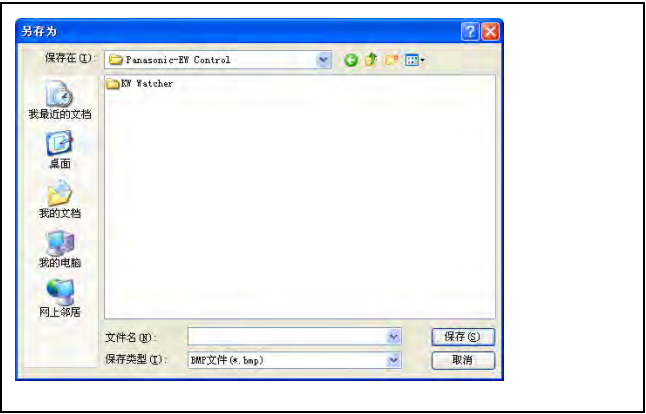 另存为
保存在(I):
Panasonic-EW Control
KW Watcher
我最近的文档
桌面
我的文档
我的电脑
网上邻居
文件名(N):
保存(S)
保存类型(T):
BMP文件(*.bmp)
取消